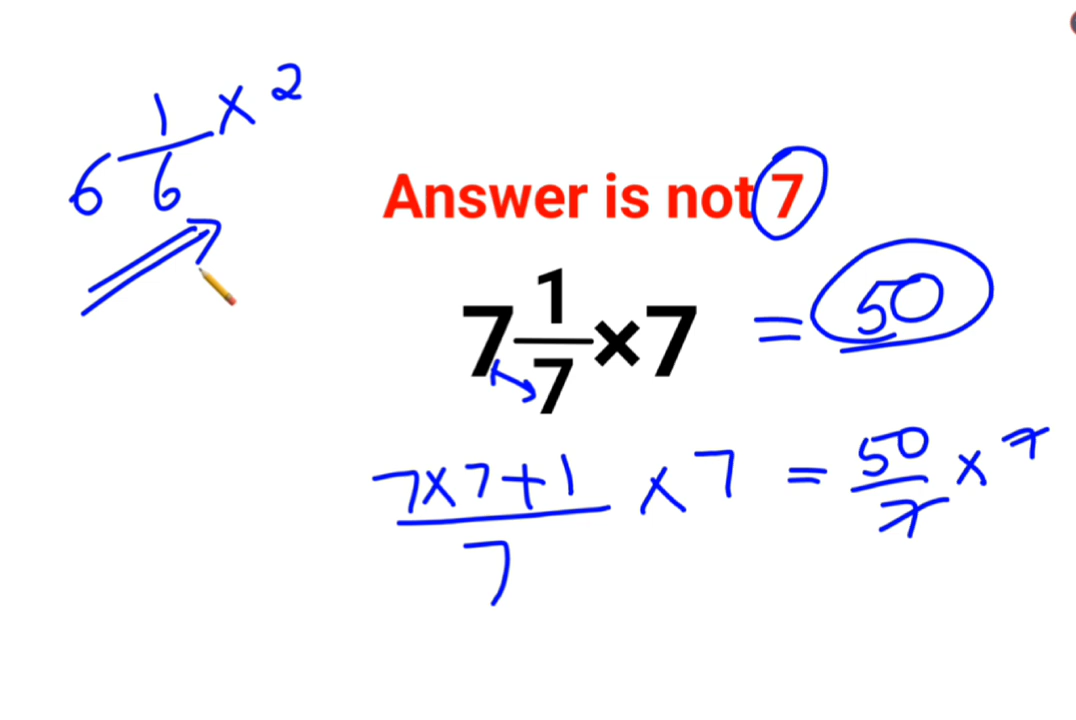 6 1/6 × 2
Answer is not 7
7 1/7 × 7 = 50
7×7+1/7 × 7 = 50/7 × 7